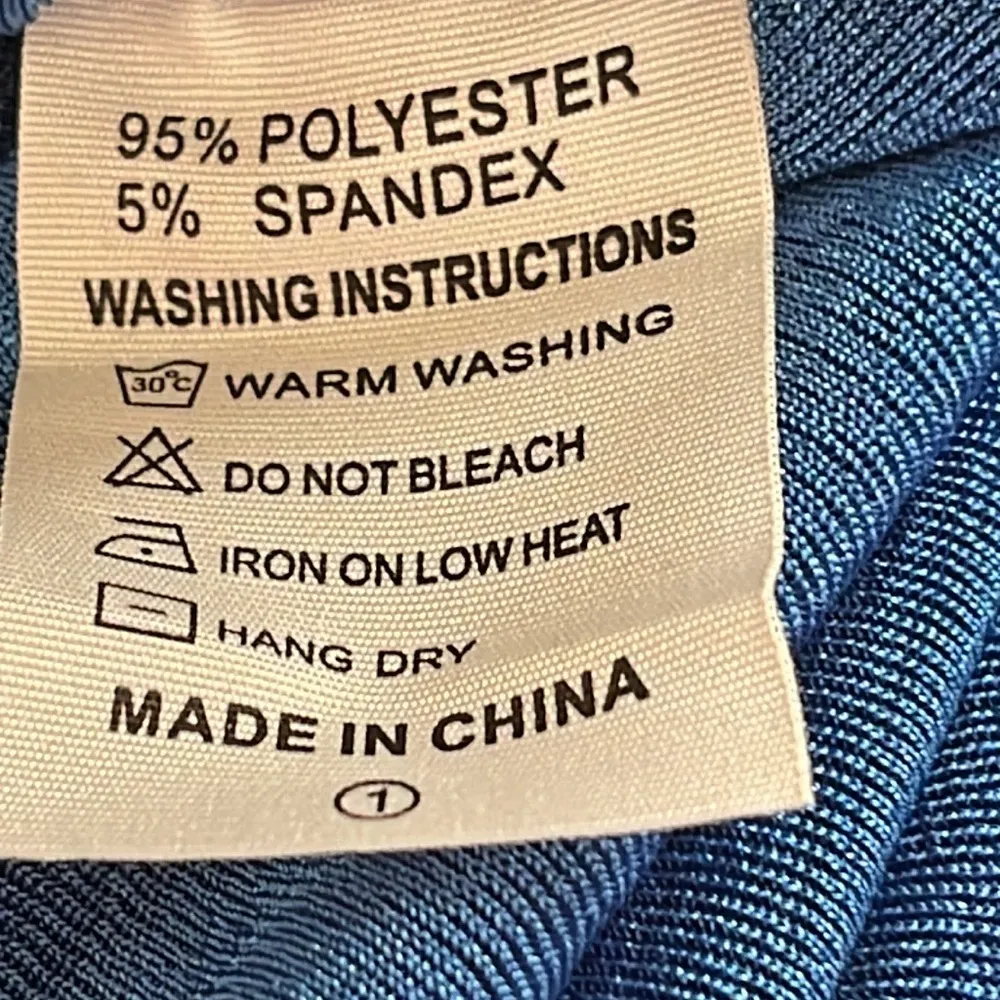 95% POLYESTER
5% SPANDEX
WASHING INSTRUCTIONS
30°C WARM WASHING
DO NOT BLEACH
IRON ON LOW HEAT
HANG DRY
MADE IN CHINA
1